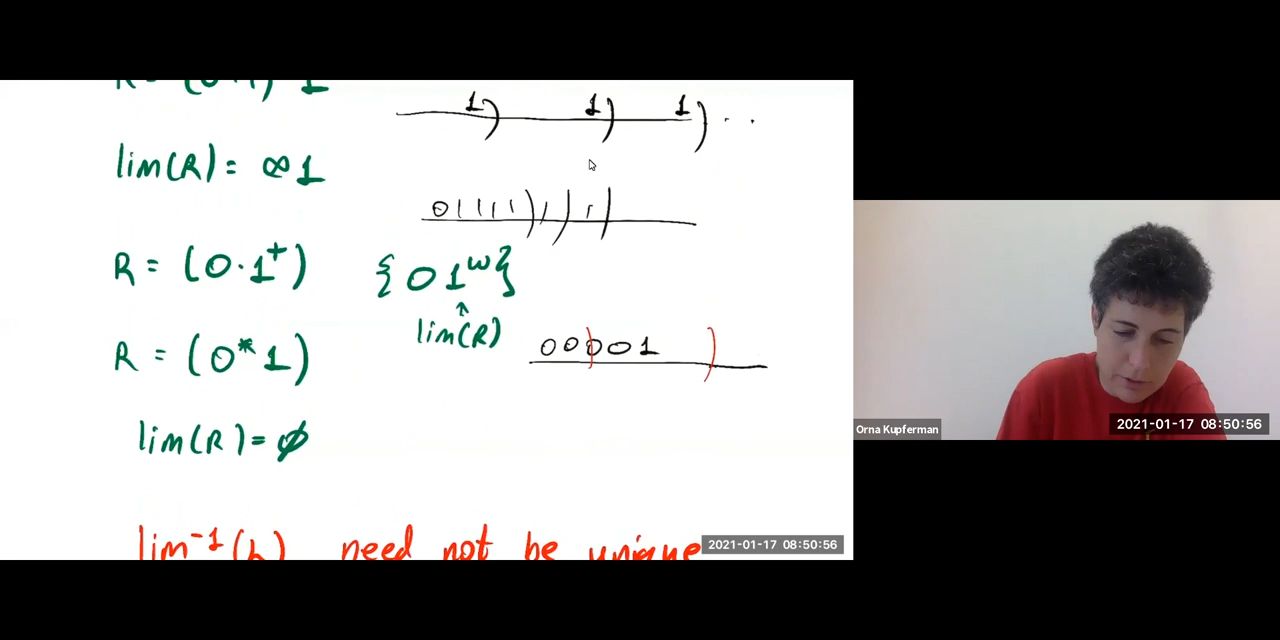 1 1 1 . .
lim(R) = ∞1
0 1 1 1 1 1 1
R = (0·1⁺) {01^ω}
↑
lim(R)
R = (0*1) 00001
lim(R) = ∅
lim⁻¹(L) need not be unique
Orna Kupferman
2021-01-17 08:50:56
2021-01-17 08:50:56